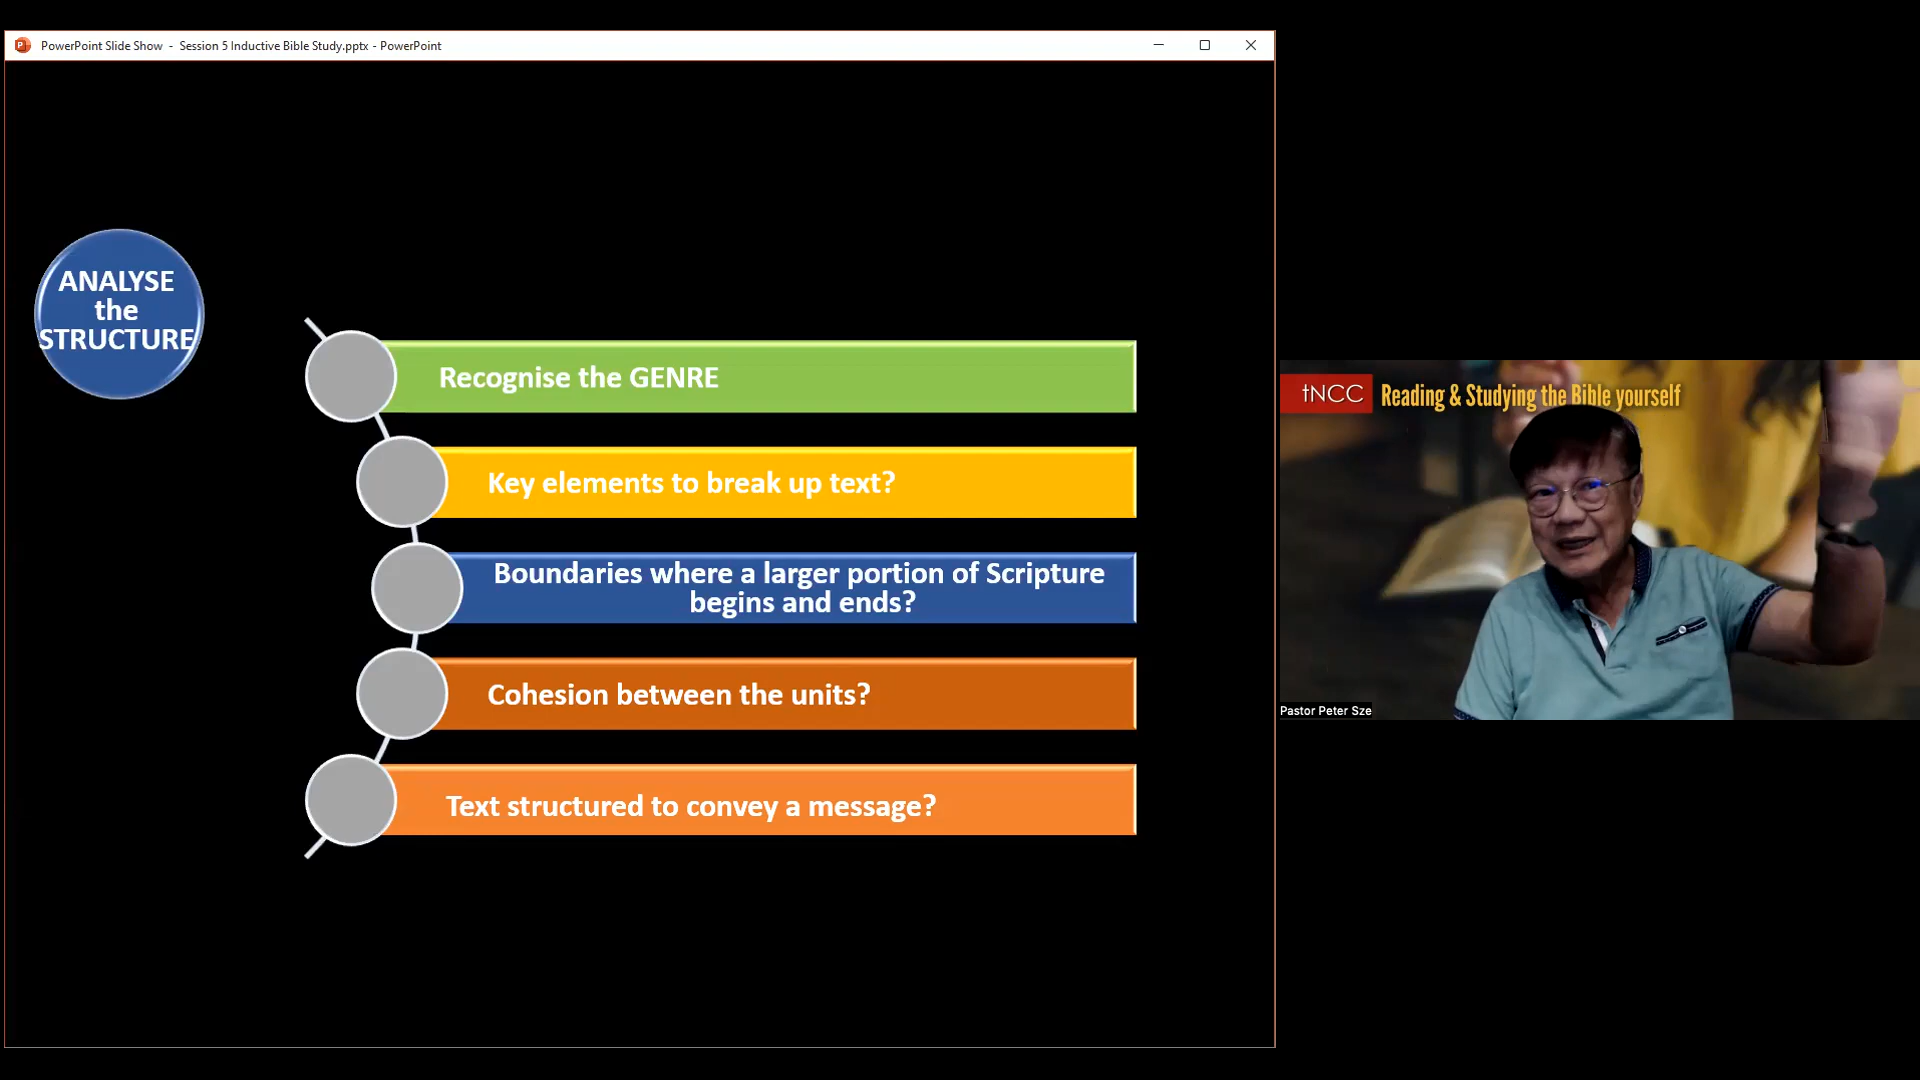 PowerPoint Slide Show - Session 5 Inductive Bible Study.pptx - PowerPoint
ANALYSE
the
STRUCTURE
Recognise the GENRE
Key elements to break up text?
Boundaries where a larger portion of Scripture
begins and ends?
Cohesion between the units?
Text structured to convey a message?
tNCC Reading & Studying the Bible yourself
Pastor Peter Sze